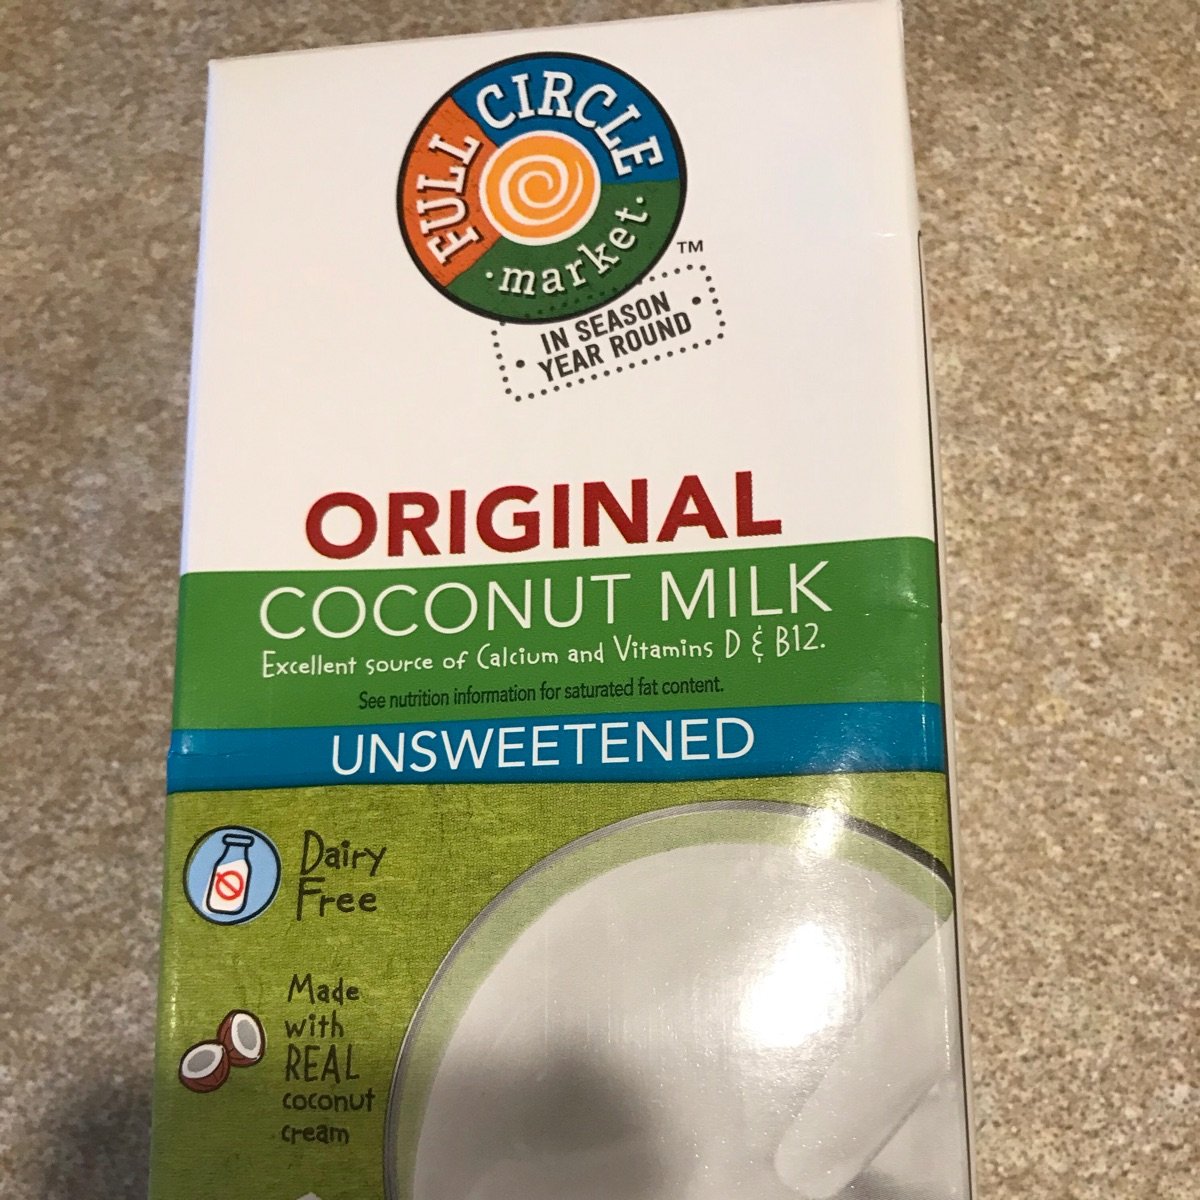 FULL CIRCLE
·market·
TM
IN SEASON
YEAR ROUND
ORIGINAL
COCONUT MILK
Excellent source of Calcium and Vitamins D & B12.
See nutrition information for saturated fat content.
UNSWEETENED
Dairy
Free
Made
with
REAL
coconut
cream